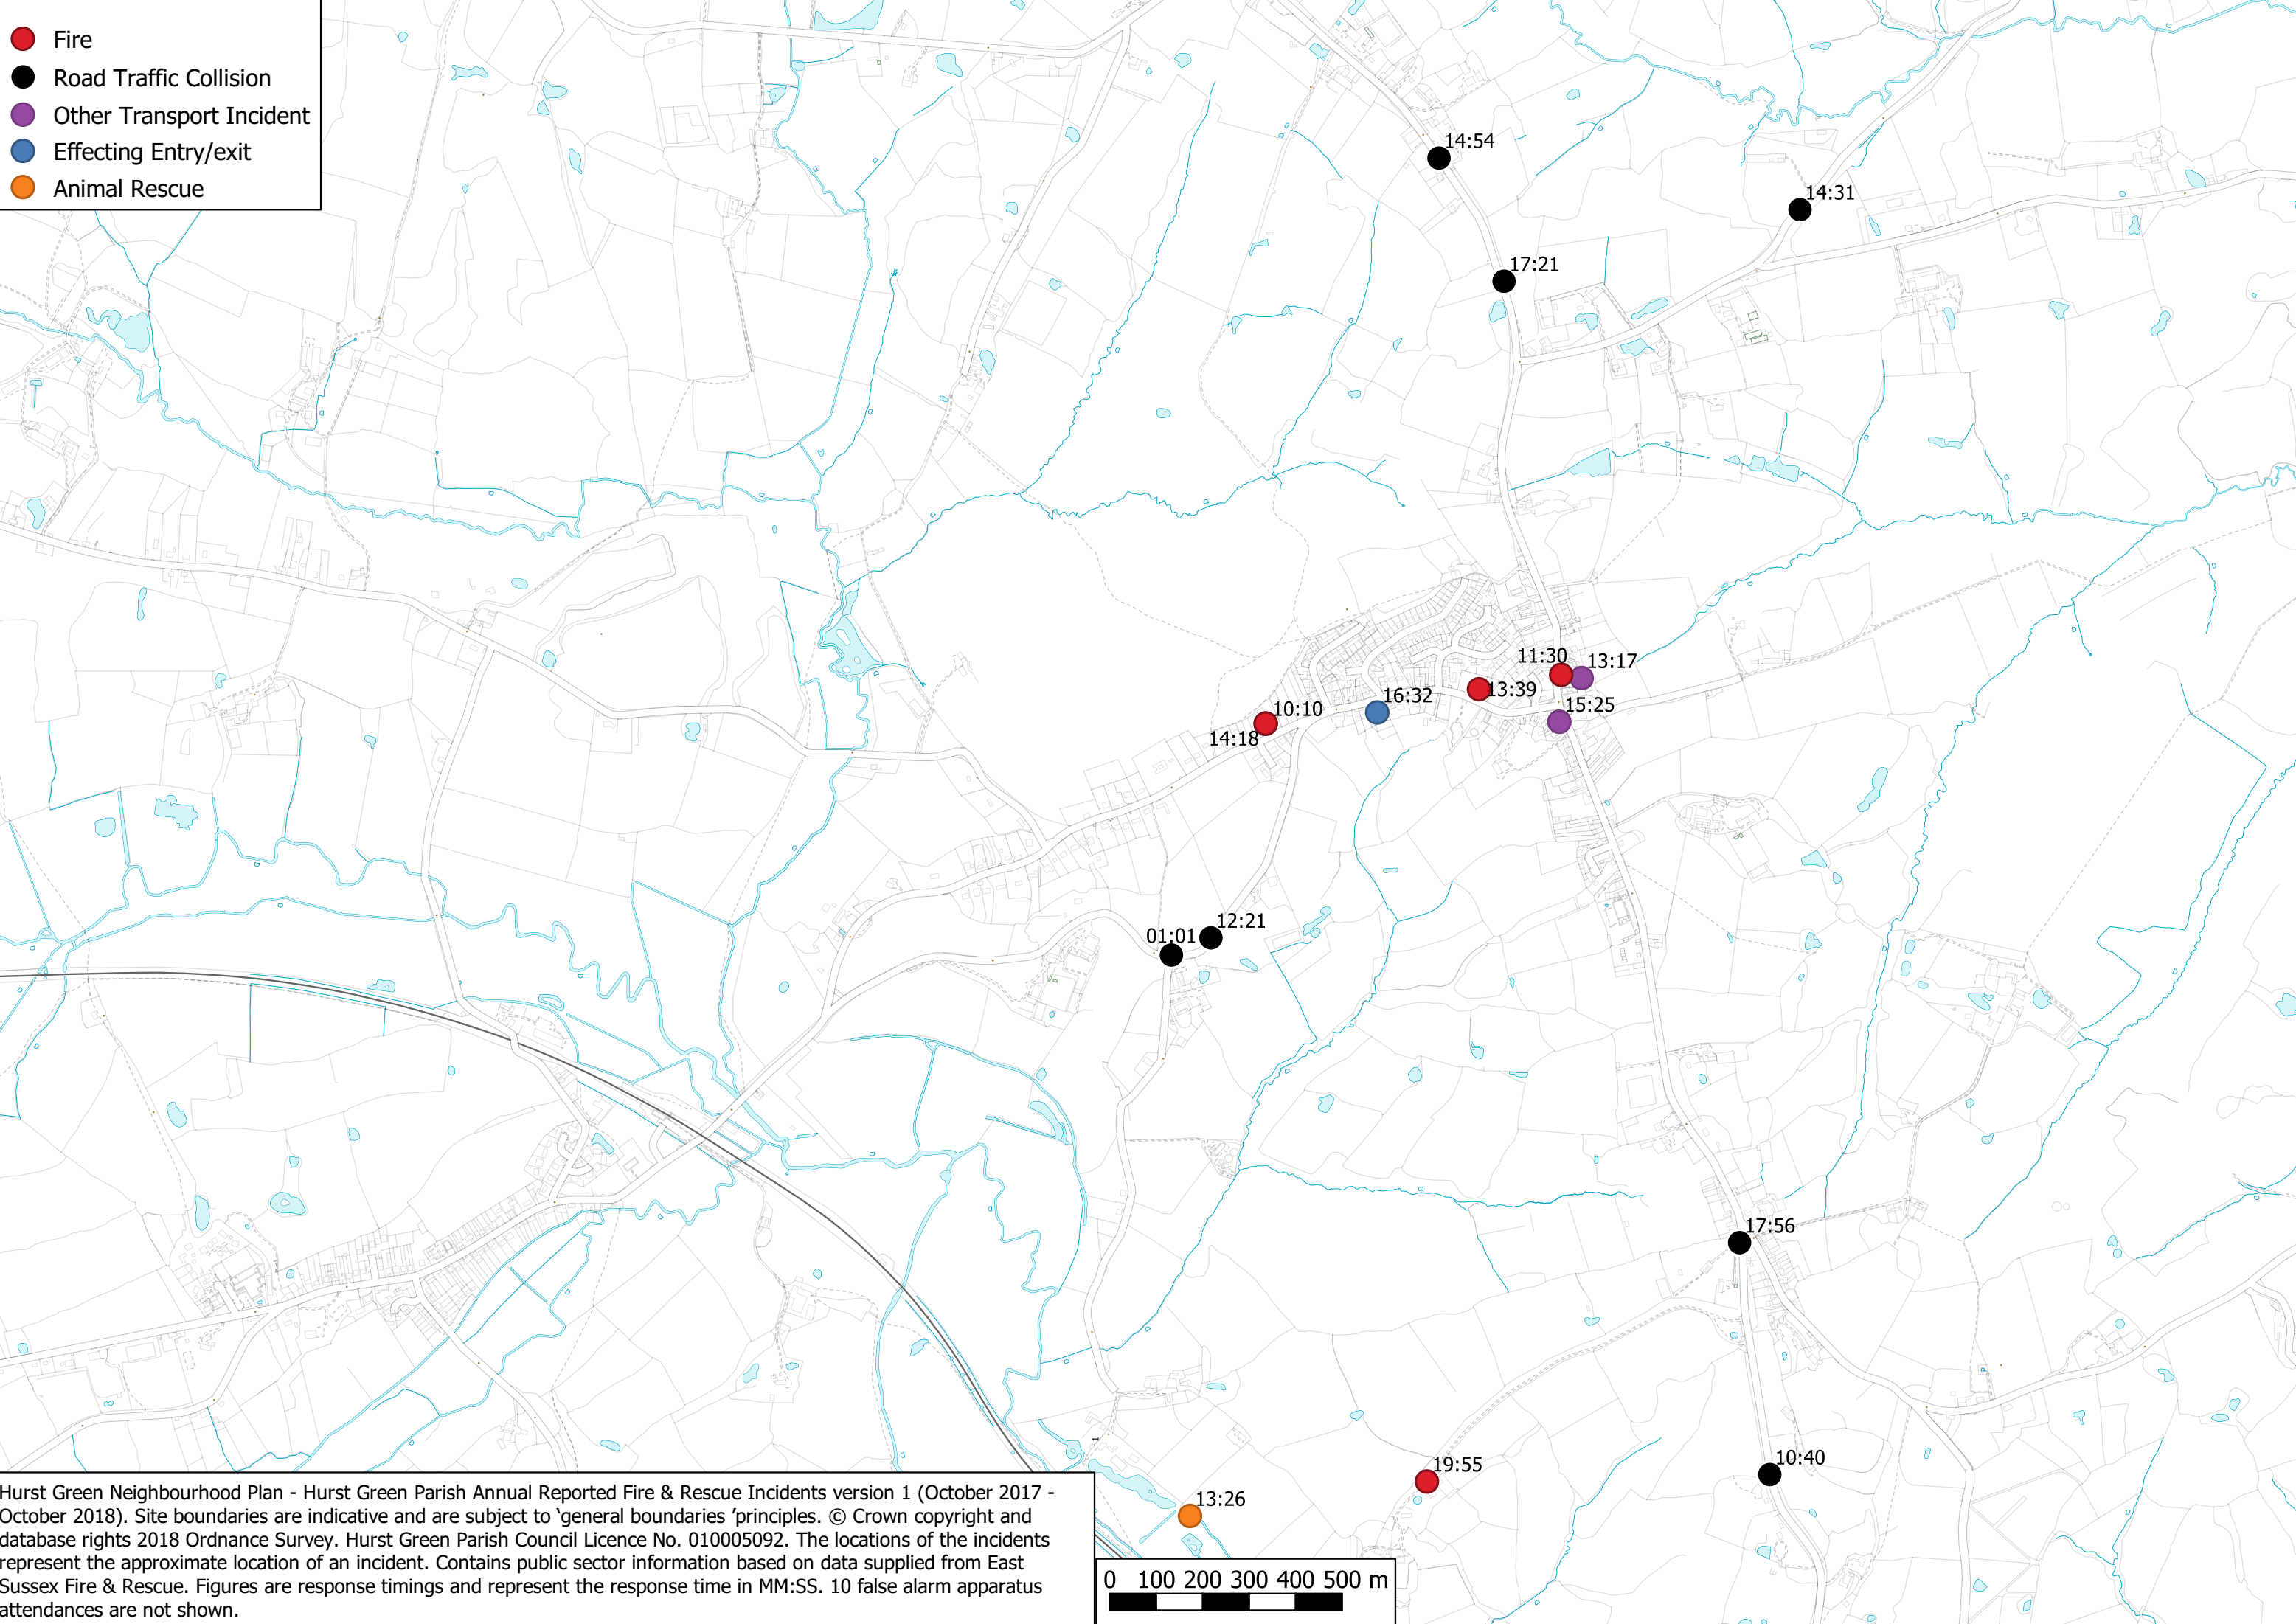 Fire
Road Traffic Collision
Other Transport Incident
Effecting Entry/exit
Animal Rescue
14:54
14:31
17:21
11:30
13:17
13:39
16:32
15:25
10:10
14:18
12:21
01:01
17:56
10:40
19:55
13:26
Hurst Green Neighbourhood Plan - Hurst Green Parish Annual Reported Fire & Rescue Incidents version 1 (October 2017 -
October 2018). Site boundaries are indicative and are subject to ‘general boundaries ’principles. © Crown copyright and
database rights 2018 Ordnance Survey. Hurst Green Parish Council Licence No. 010005092. The locations of the incidents
represent the approximate location of an incident. Contains public sector information based on data supplied from East
Sussex Fire & Rescue. Figures are response timings and represent the response time in MM:SS. 10 false alarm apparatus
attendances are not shown.
0 100 200 300 400 500 m